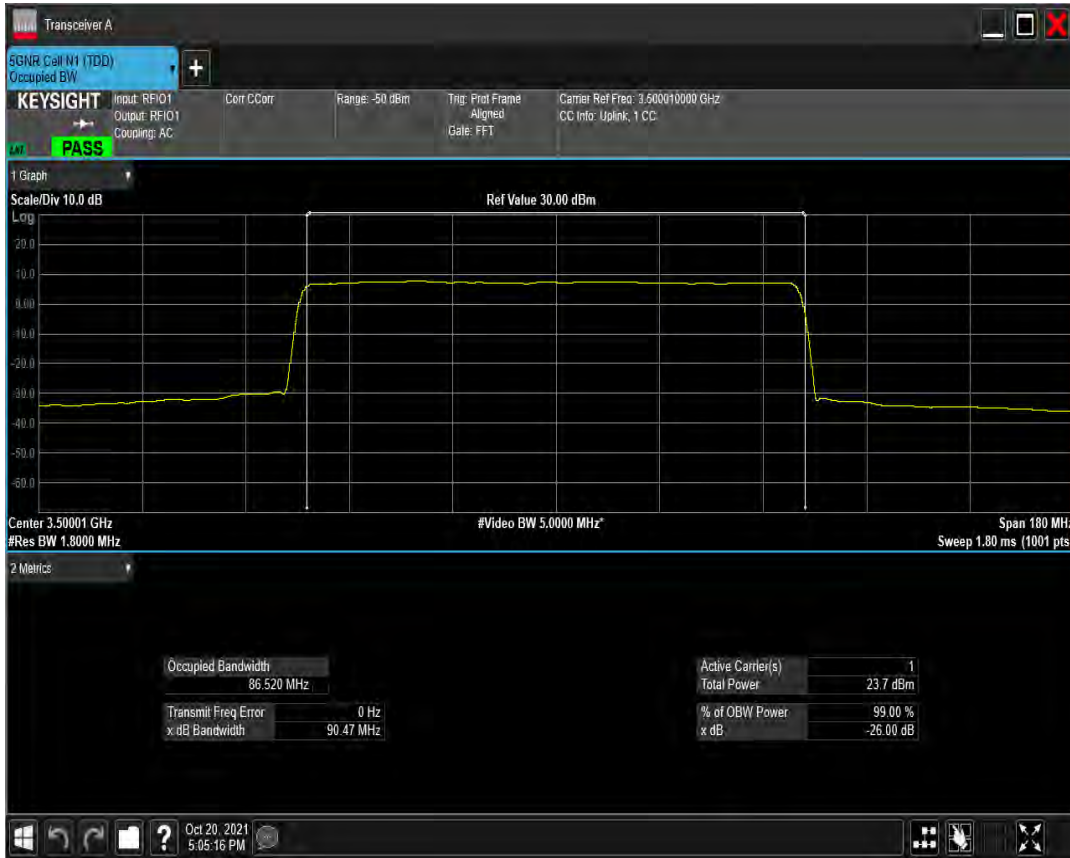 Transceiver A
5GNR Cell N1 (TDD)
Occupied BW
+
KEYSIGHT
Input: RFIO1
Output: RFIO1
Coupling: AC
Corr CCorr
Range: -50 dBm
Trig: Prot Frame
Aligned
Gate: FFT
Carrier Ref Freq: 3.500010000 GHz
CC Info: Uplink, 1 CC
PASS
1 Graph
Scale/Div 10.0 dB
Ref Value 30.00 dBm
Log
20.0
10.0
0.00
-10.0
-20.0
-30.0
-40.0
-50.0
-60.0
Center 3.50001 GHz
#Video BW 5.0000 MHz*
Span 180 MHz
#Res BW 1.8000 MHz
Sweep 1.80 ms (1001 pts
2 Metrics
Occupied Bandwidth
86.520 MHz
Transmit Freq Error 0 Hz
x dB Bandwidth 90.47 MHz
Active Carrier(s) 1
Total Power 23.7 dBm
% of OBW Power 99.00 %
x dB -26.00 dB
?
Oct 20, 2021
5:05:16 PM